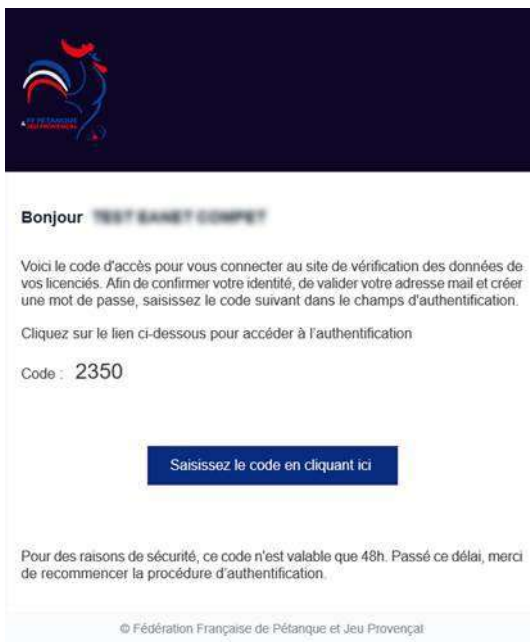 FF PETANQUE
& JEU PROVENÇAL
Bonjour
Voici le code d'accès pour vous connecter au site de vérification des données de
vos licenciés. Afin de confirmer votre identité, de valider votre adresse mail et créer
une mot de passe, saisissez le code suivant dans le champs d'authentification.
Cliquez sur le lien ci-dessous pour accéder à l'authentification
Code : 2350
Saisissez le code en cliquant ici
Pour des raisons de sécurité, ce code n'est valable que 48h. Passé ce délai, merci
de recommencer la procédure d'authentification.
© Fédération Française de Pétanque et Jeu Provençal